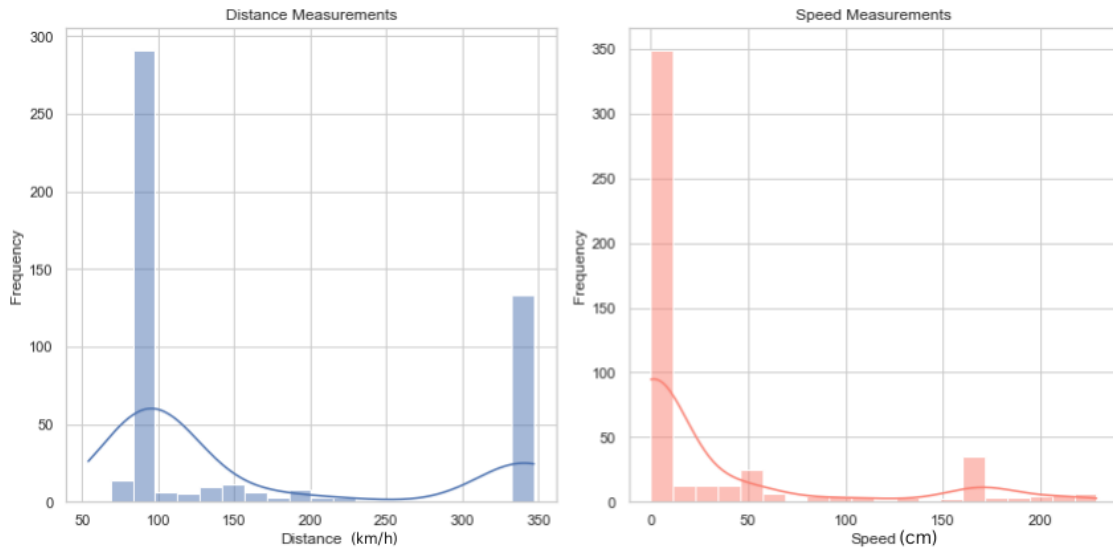 Distance Measurements
300
250
200
150
100
50
0
Frequency
50 100 150 200 250 300 350
Distance (km/h)
Speed Measurements
350
300
250
200
150
100
50
0
Frequency
0 50 100 150 200
Speed (cm)